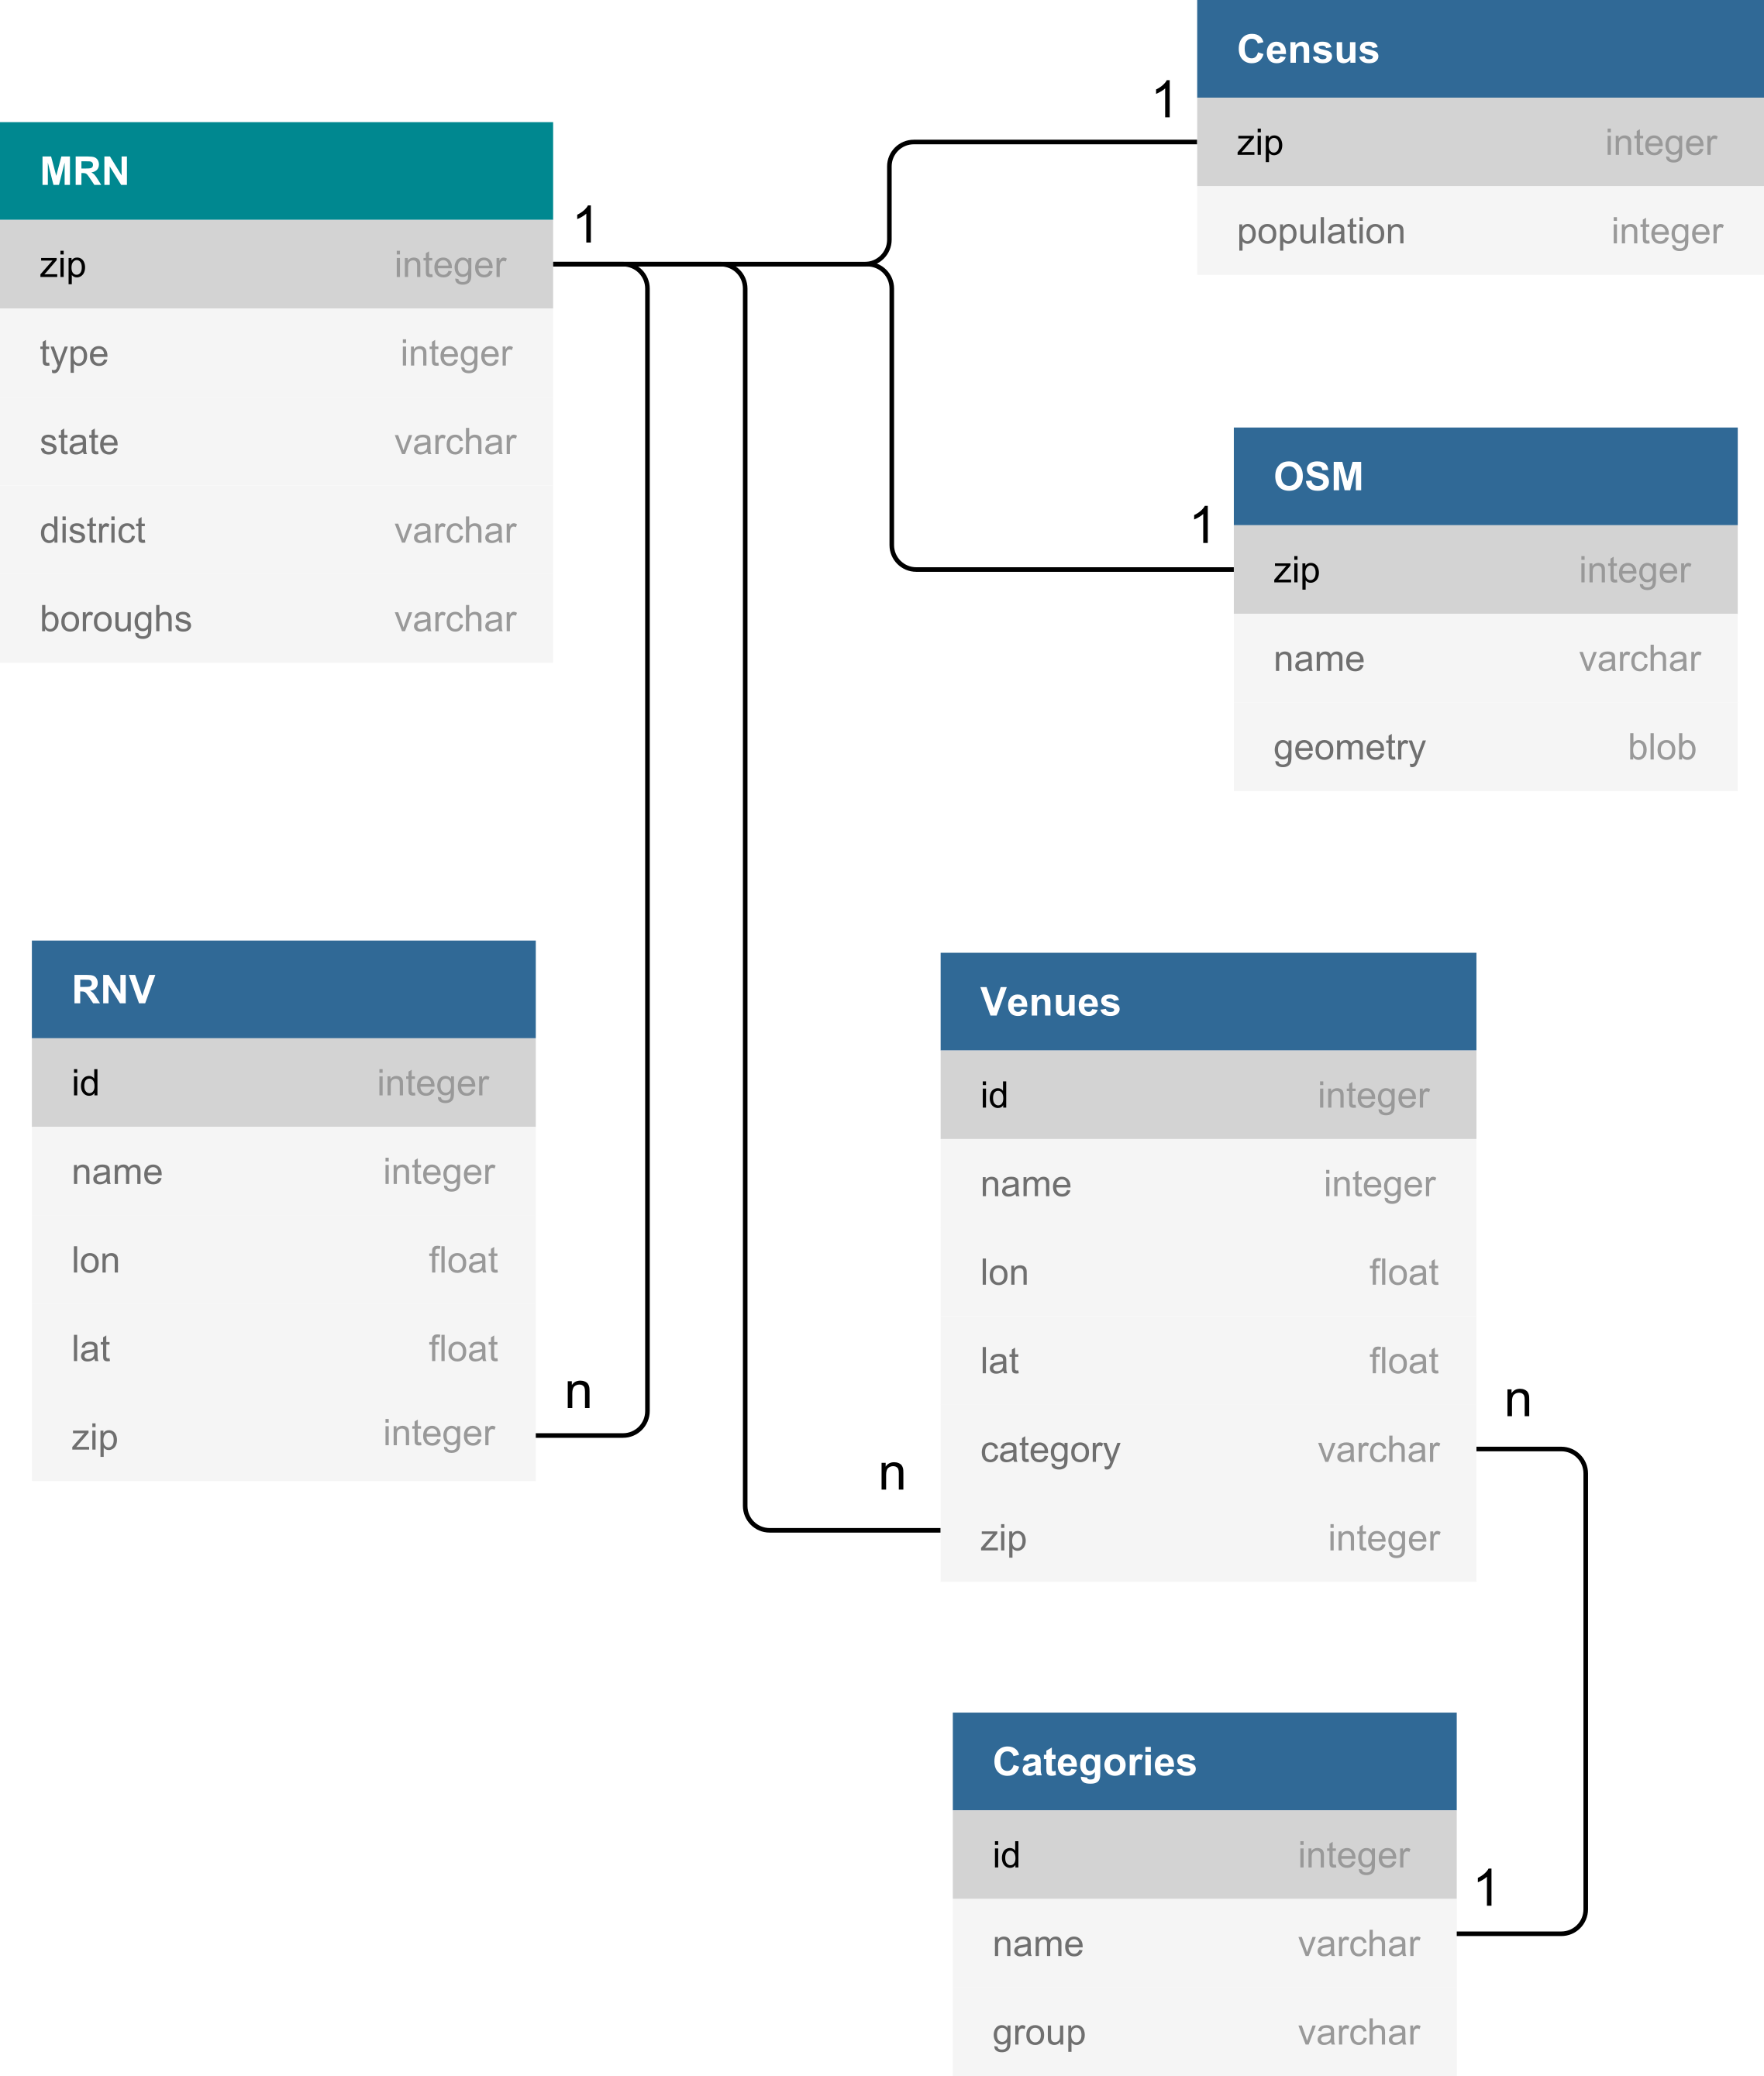 MRN
zip integer
type integer
state varchar
district varchar
boroughs varchar
1
1
Census
zip integer
population integer
1
OSM
zip integer
name varchar
geometry blob
RNV
id integer
name integer
lon float
lat float
zip integer
n
n
Venues
id integer
name integer
lon float
lat float
category varchar
zip integer
n
1
Categories
id integer
name varchar
group varchar